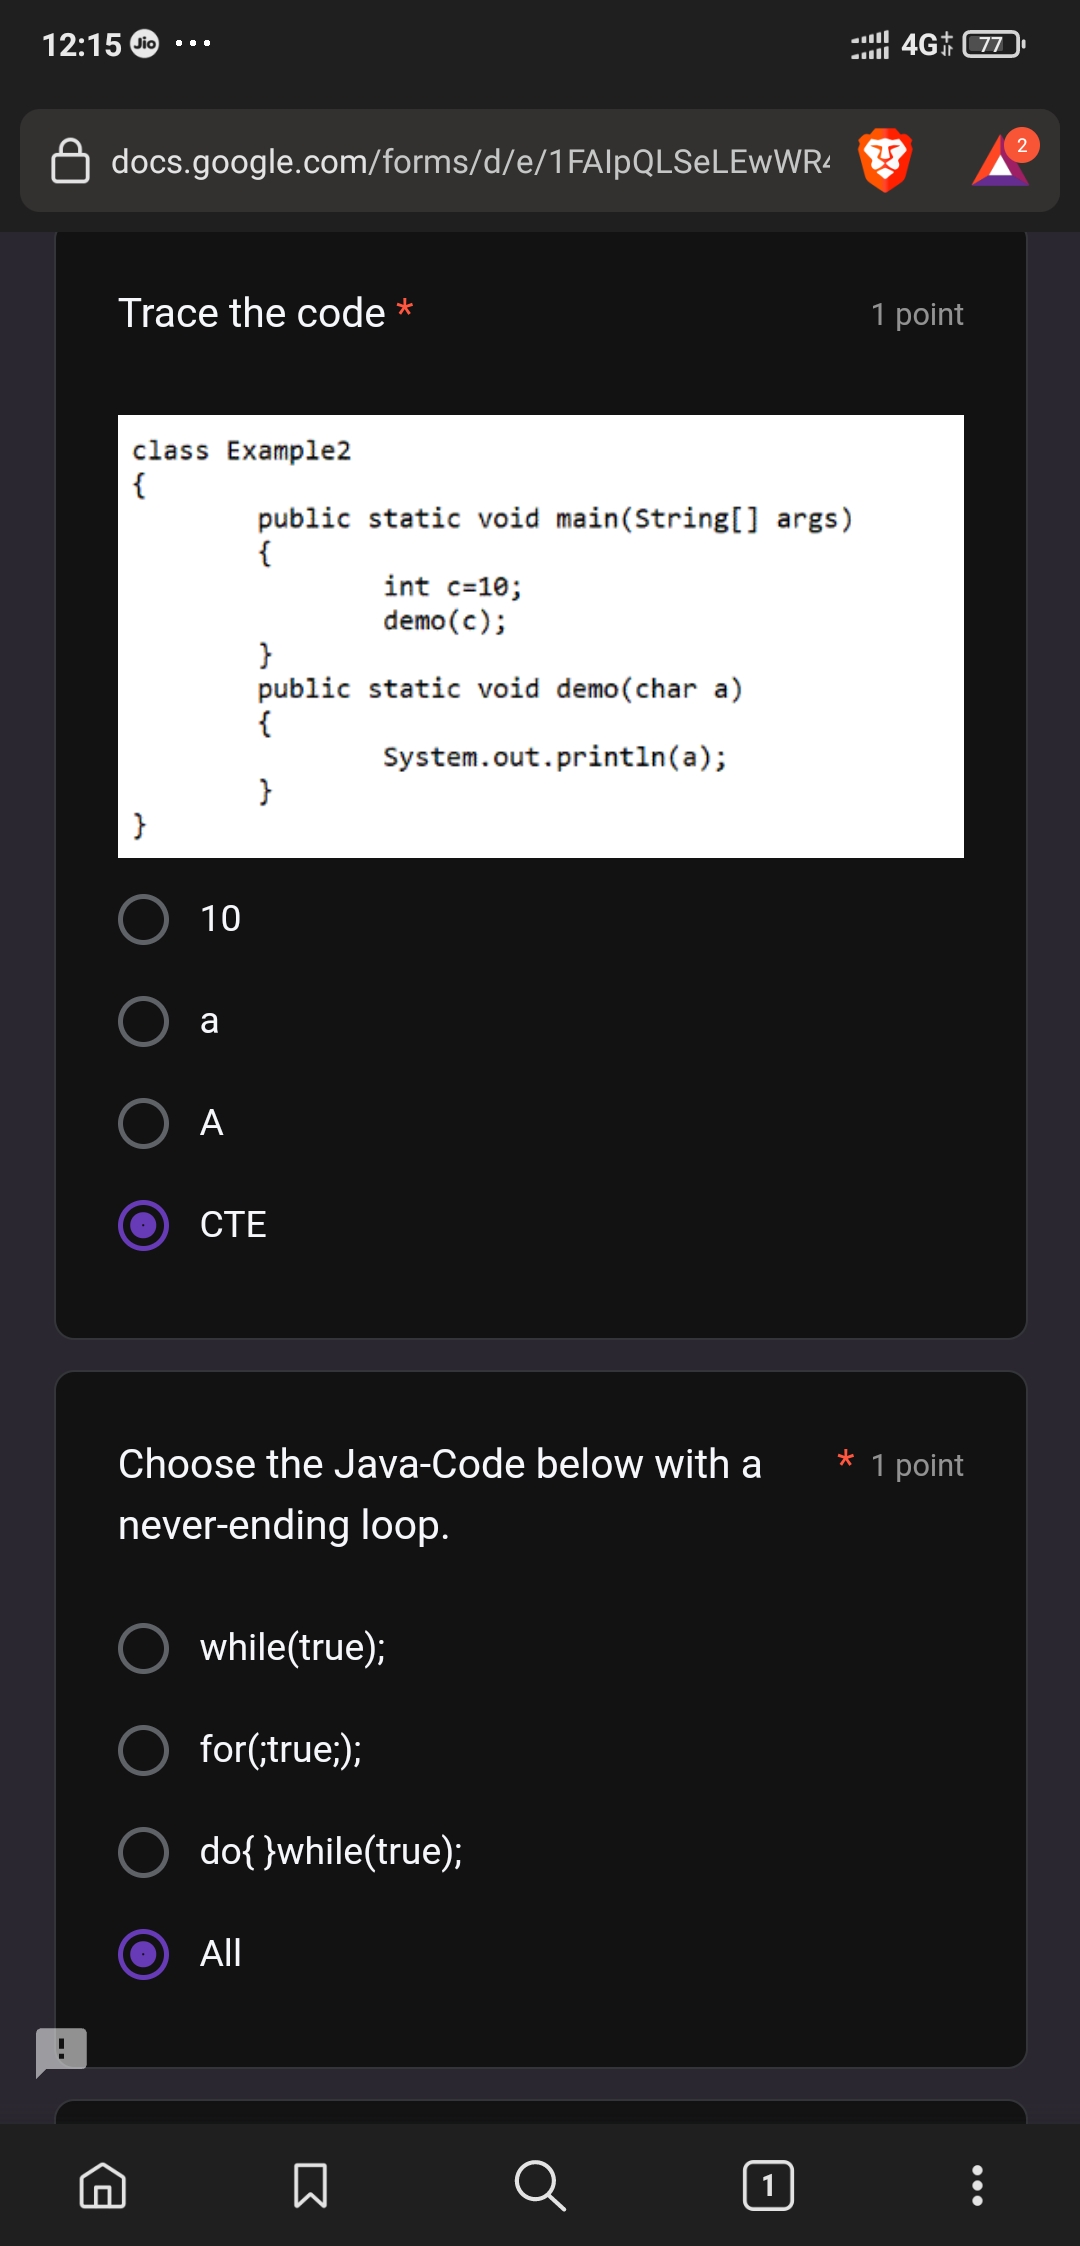 12:15 Jio ... 4G 77
docs.google.com/forms/d/e/1FAIpQLSeLEwWR
2
Trace the code * 1 point
class Example2
{
public static void main(String[] args)
{
int c=10;
demo(c);
}
public static void demo(char a)
{
System.out.println(a);
}
}
10
a
A
CTE
Choose the Java-Code below with a * 1 point
never-ending loop.
while(true);
for(;true;);
do{ }while(true);
All
!
1